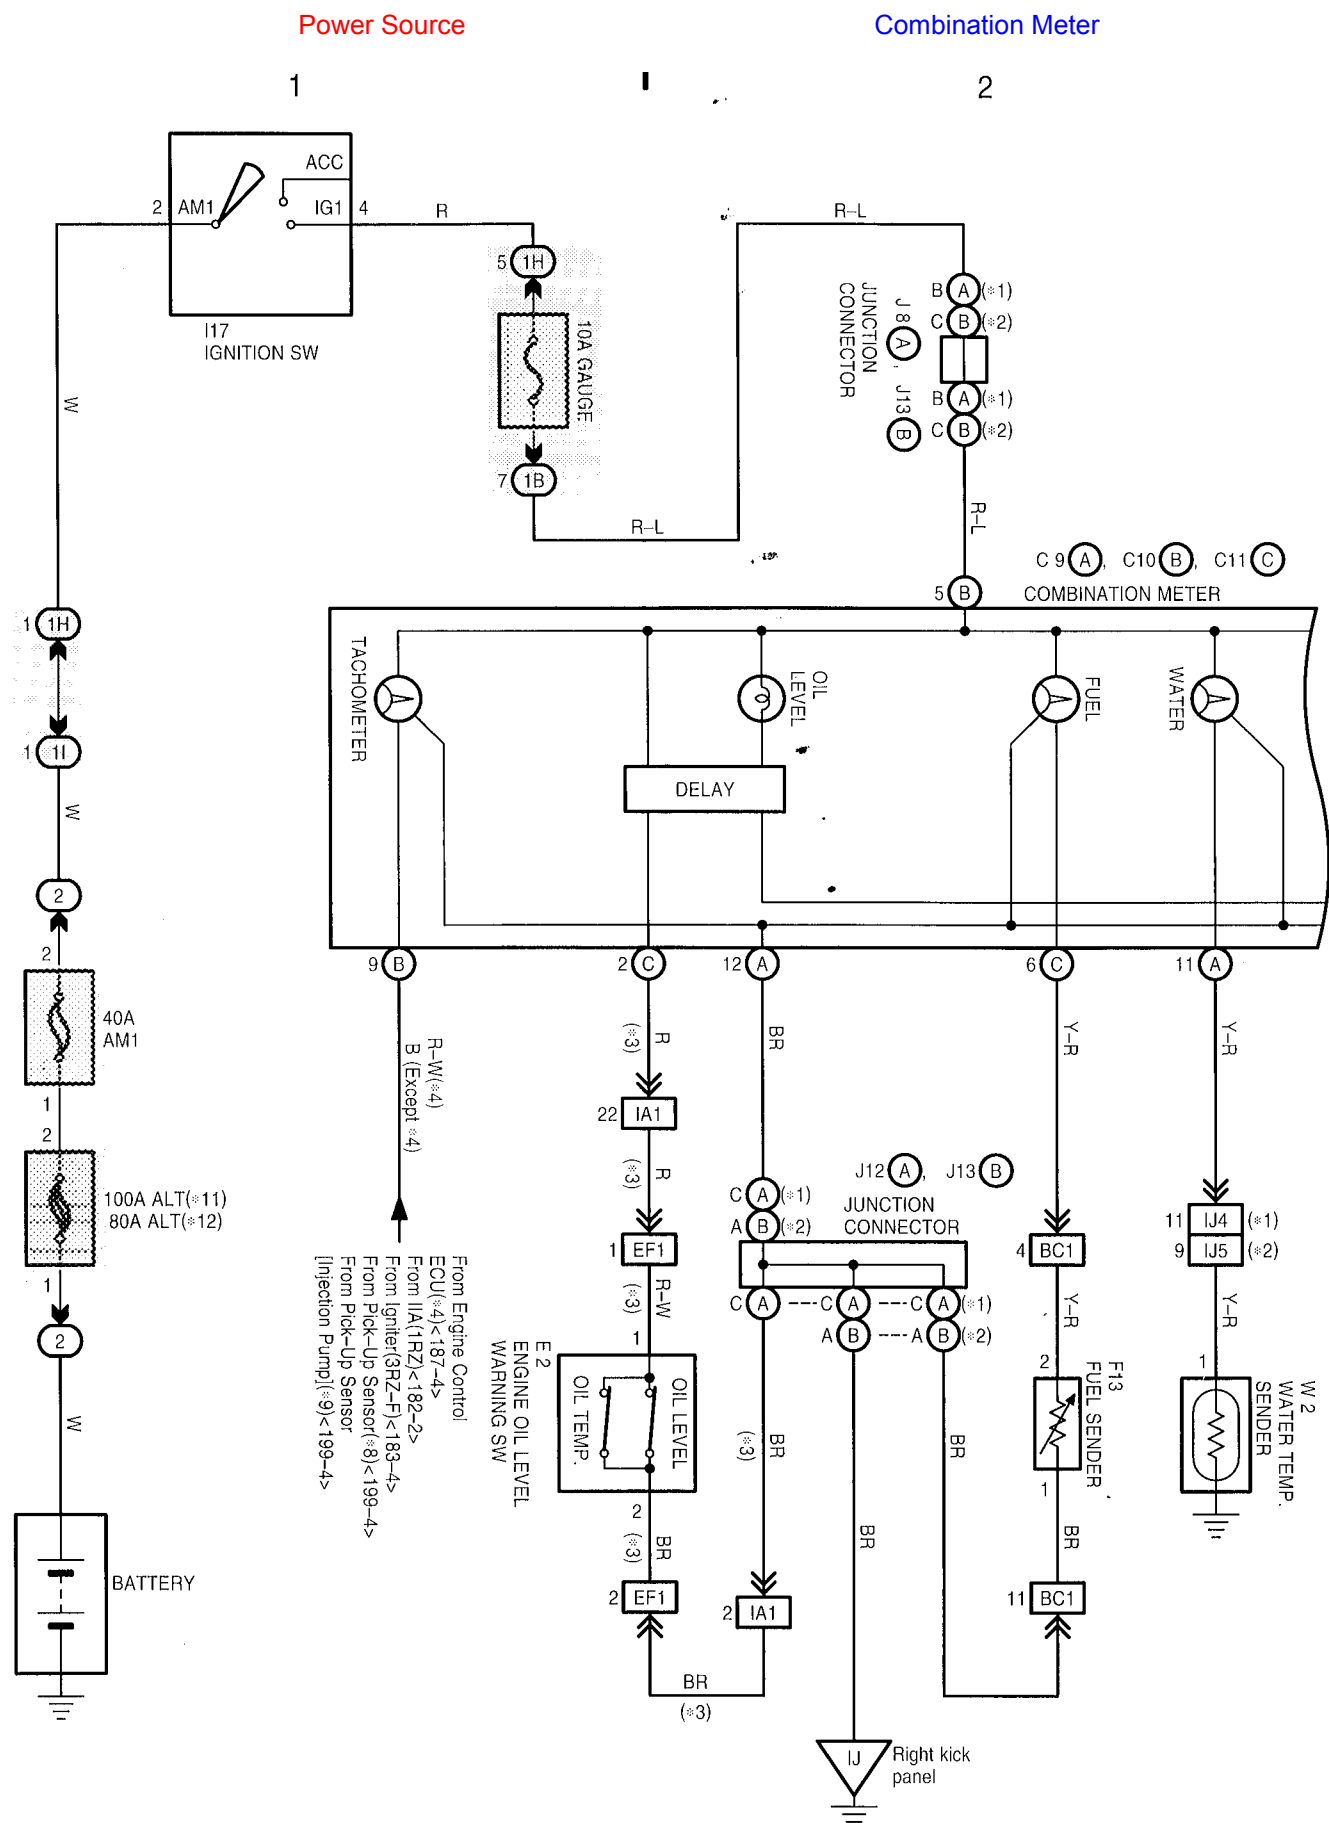 Power Source
Combination Meter
1
2
ACC
2
AM1
IG1
4
R
I17
IGNITION SW
5
1H
10A GAUGE
7
1B
R–L
R–L
B A (*1)
C B (*2)
J 8 A, J13 B
JUNCTION
CONNECTOR
B A (*1)
C B (*2)
R–L
W
1 1H
1 1I
W
2
2
40A
AM1
1
2
100A ALT(*11)
80A ALT(*12)
1
2
W
BATTERY
C 9 A, C10 B, C11 C
5 B
COMBINATION METER
TACHOMETER
OIL
LEVEL
FUEL
WATER
DELAY
9 B
2 C
12 A
6 C
11 A
R–W(*4)
B (Except *4)
From Engine Control
ECU(*4)<187–4>
From IIA(1RZ)<182–2>
From Igniter(3RZ–F)<183–4>
From Pick–Up Sensor(*8)<199–4>
From Pick–Up Sensor
[Injection Pump](*9)<199–4>
R
(*3)
22 IA1
R
(*3)
1 EF1
R–W
(*3)
1
E 2
ENGINE OIL LEVEL
WARNING SW
OIL LEVEL
OIL TEMP.
2
BR
(*3)
2 EF1
BR
(*3)
BR
C A (*1)
A B (*2)
J12 A, J13 B
JUNCTION
CONNECTOR
C A C A C A (*1)
A B A B (*2)
BR
(*3)
2 IA1
BR
BR
IJ
Right kick
panel
Y–R
4 BC1
Y–R
2
F13
FUEL SENDER
1
BR
11 BC1
Y–R
11 IJ4 (*1)
9 IJ5 (*2)
Y–R
1
W 2
WATER TEMP.
SENDER